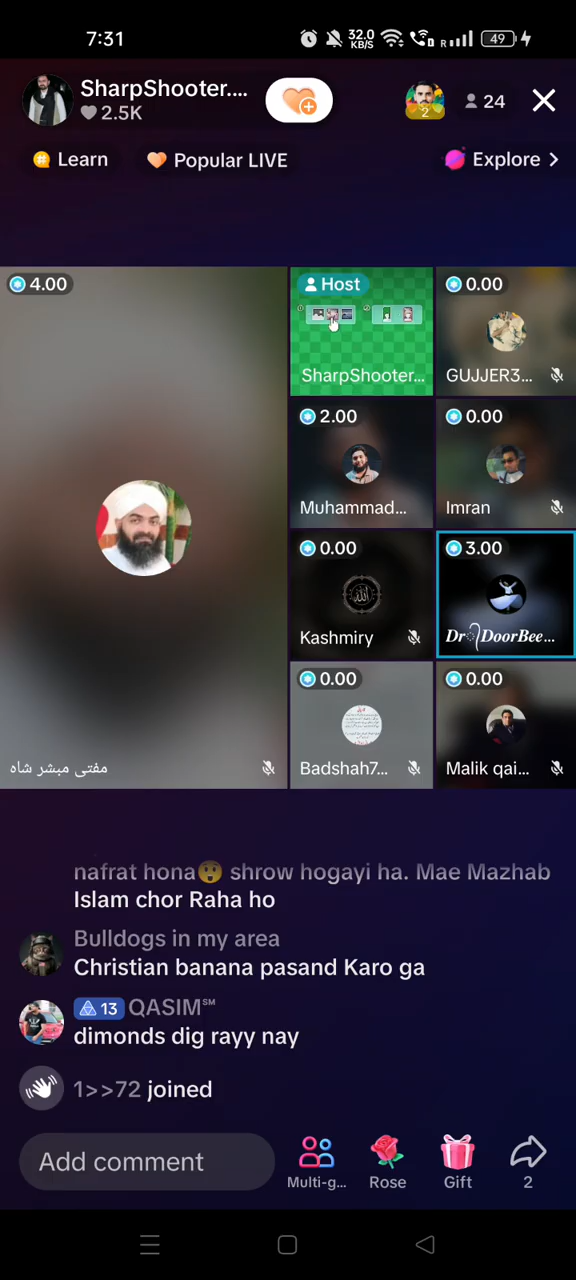 7:31
32.0
KB/S
R
49
SharpShooter....
2.5K
2
24
Learn
Popular LIVE
Explore
4.00
Host
0.00
SharpShooter...
GUJJER3...
2.00
0.00
Muhammad...
Imran
0.00
3.00
Kashmiry
Dr DoorBee...
0.00
0.00
مفتی مبشر شاہ
Badshah7...
Malik qai...
nafrat hona😲 shrow hogayi ha. Mae Mazhab
Islam chor Raha ho
Bulldogs in my area
Christian banana pasand Karo ga
13 QASIM℠
dimonds dig rayy nay
1>>72 joined
Add comment
Multi-g...
Rose
Gift
2